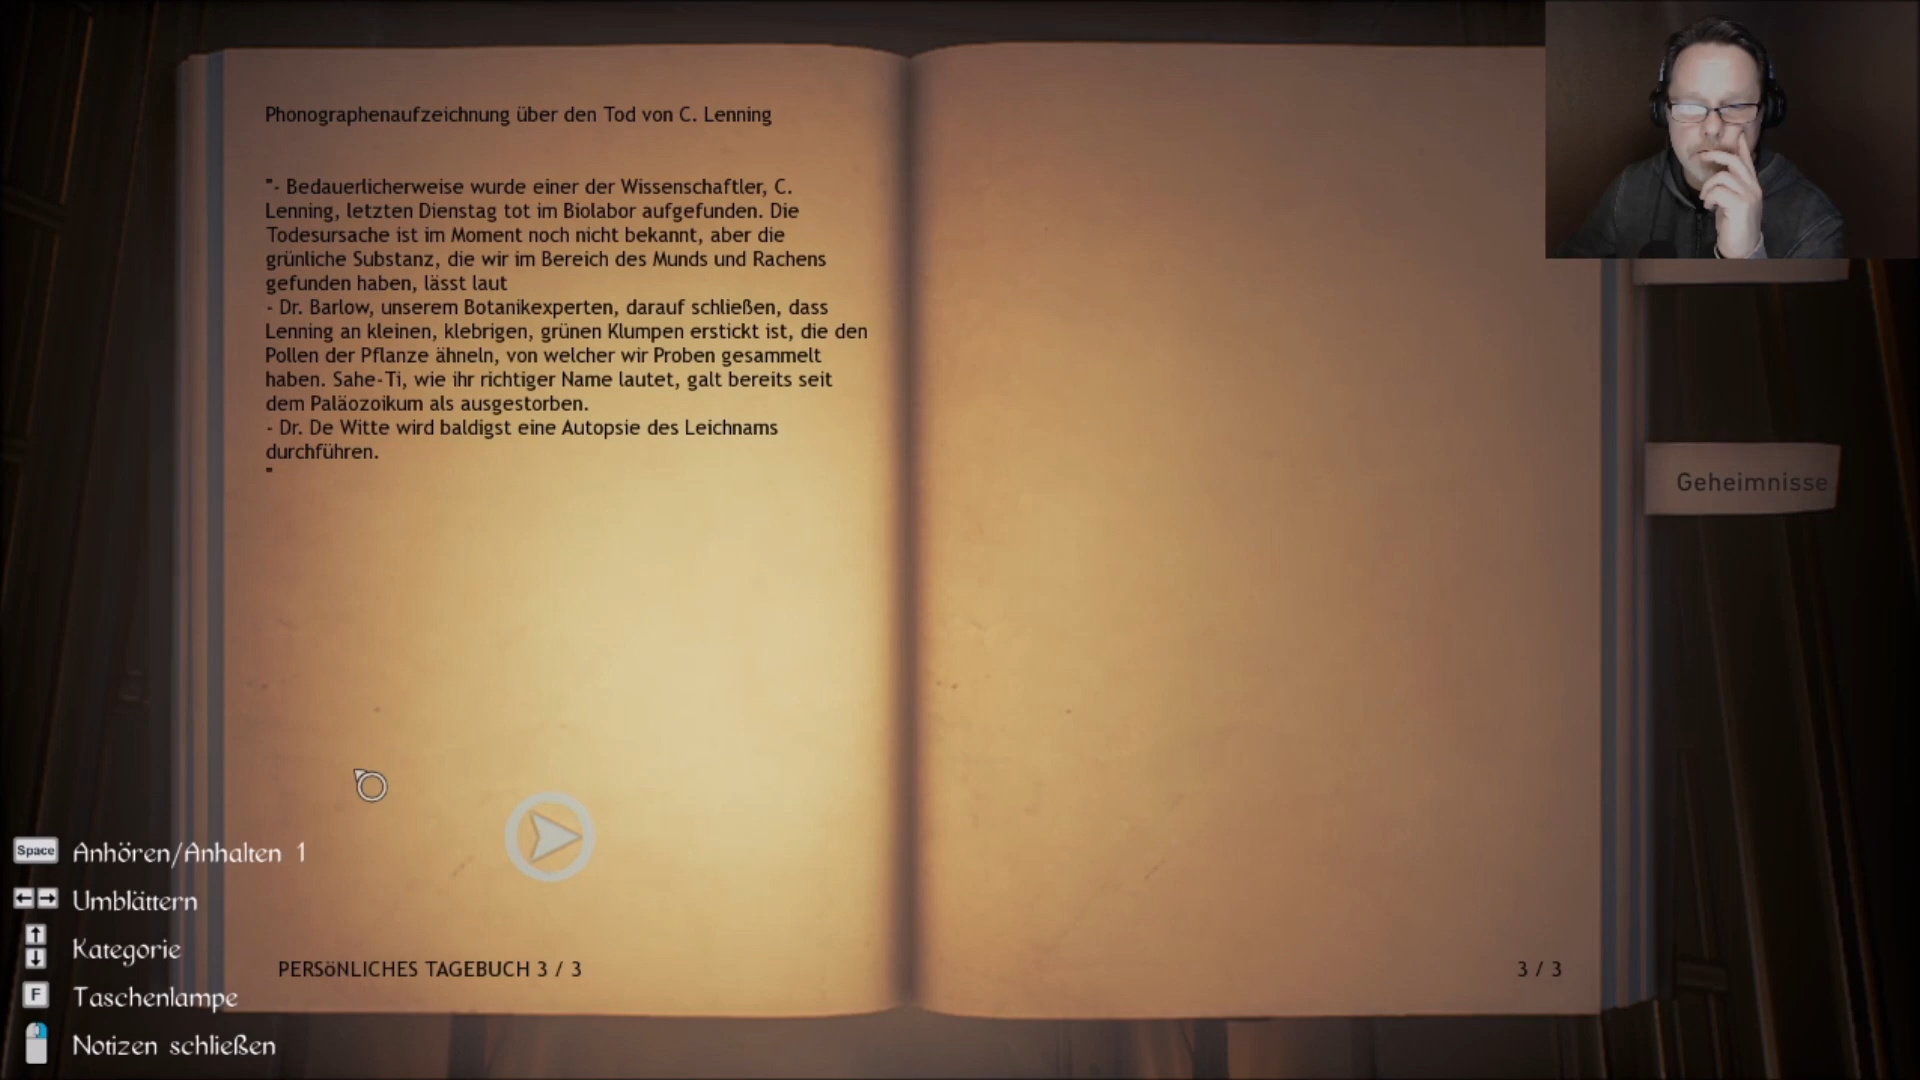 Phonographenaufzeichnung über den Tod von C. Lenning
"- Bedauerlicherweise wurde einer der Wissenschaftler, C.
Lenning, letzten Dienstag tot im Biolabor aufgefunden. Die
Todesursache ist im Moment noch nicht bekannt, aber die
grünliche Substanz, die wir im Bereich des Munds und Rachens
gefunden haben, lässt laut
- Dr. Barlow, unserem Botanikexperten, darauf schließen, dass
Lenning an kleinen, klebrigen, grünen Klumpen erstickt ist, die den
Pollen der Pflanze ähneln, von welcher wir Proben gesammelt
haben. Sahe-Ti, wie ihr richtiger Name lautet, galt bereits seit
dem Paläozoikum als ausgestorben.
- Dr. De Witte wird baldigst eine Autopsie des Leichnams
durchführen.
"
Geheimnisse
Space Anhören/Anhalten 1
Umblättern
Kategorie
F Taschenlampe
Notizen schließen
PERSöNLICHES TAGEBUCH 3 / 3
3 / 3